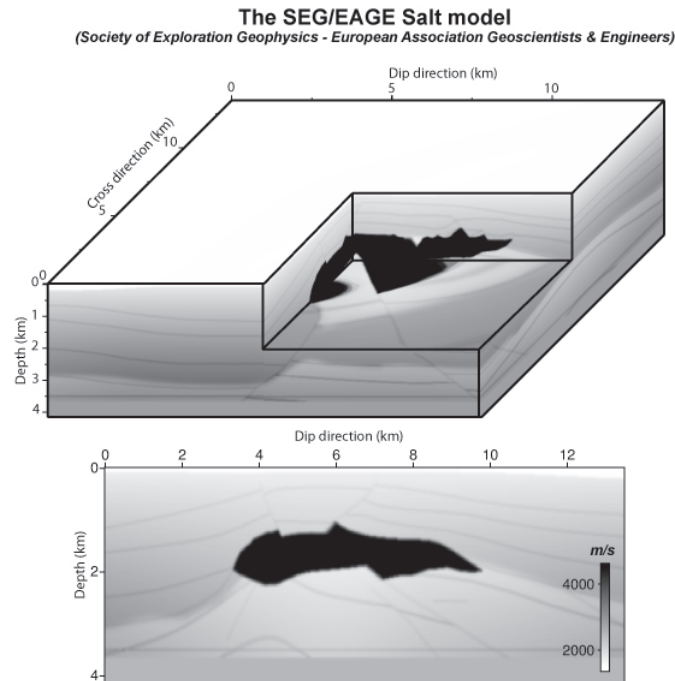 The SEG/EAGE Salt model
(Society of Exploration Geophysics - European Association Geoscientists & Engineers)
Dip direction (km)
0 5 10
Cross direction (km)
10
5
0
0
1
2
3
4
Depth (km)
Dip direction (km)
0 2 4 6 8 10 12
0
2
4
Depth (km)
m/s
4000
2000